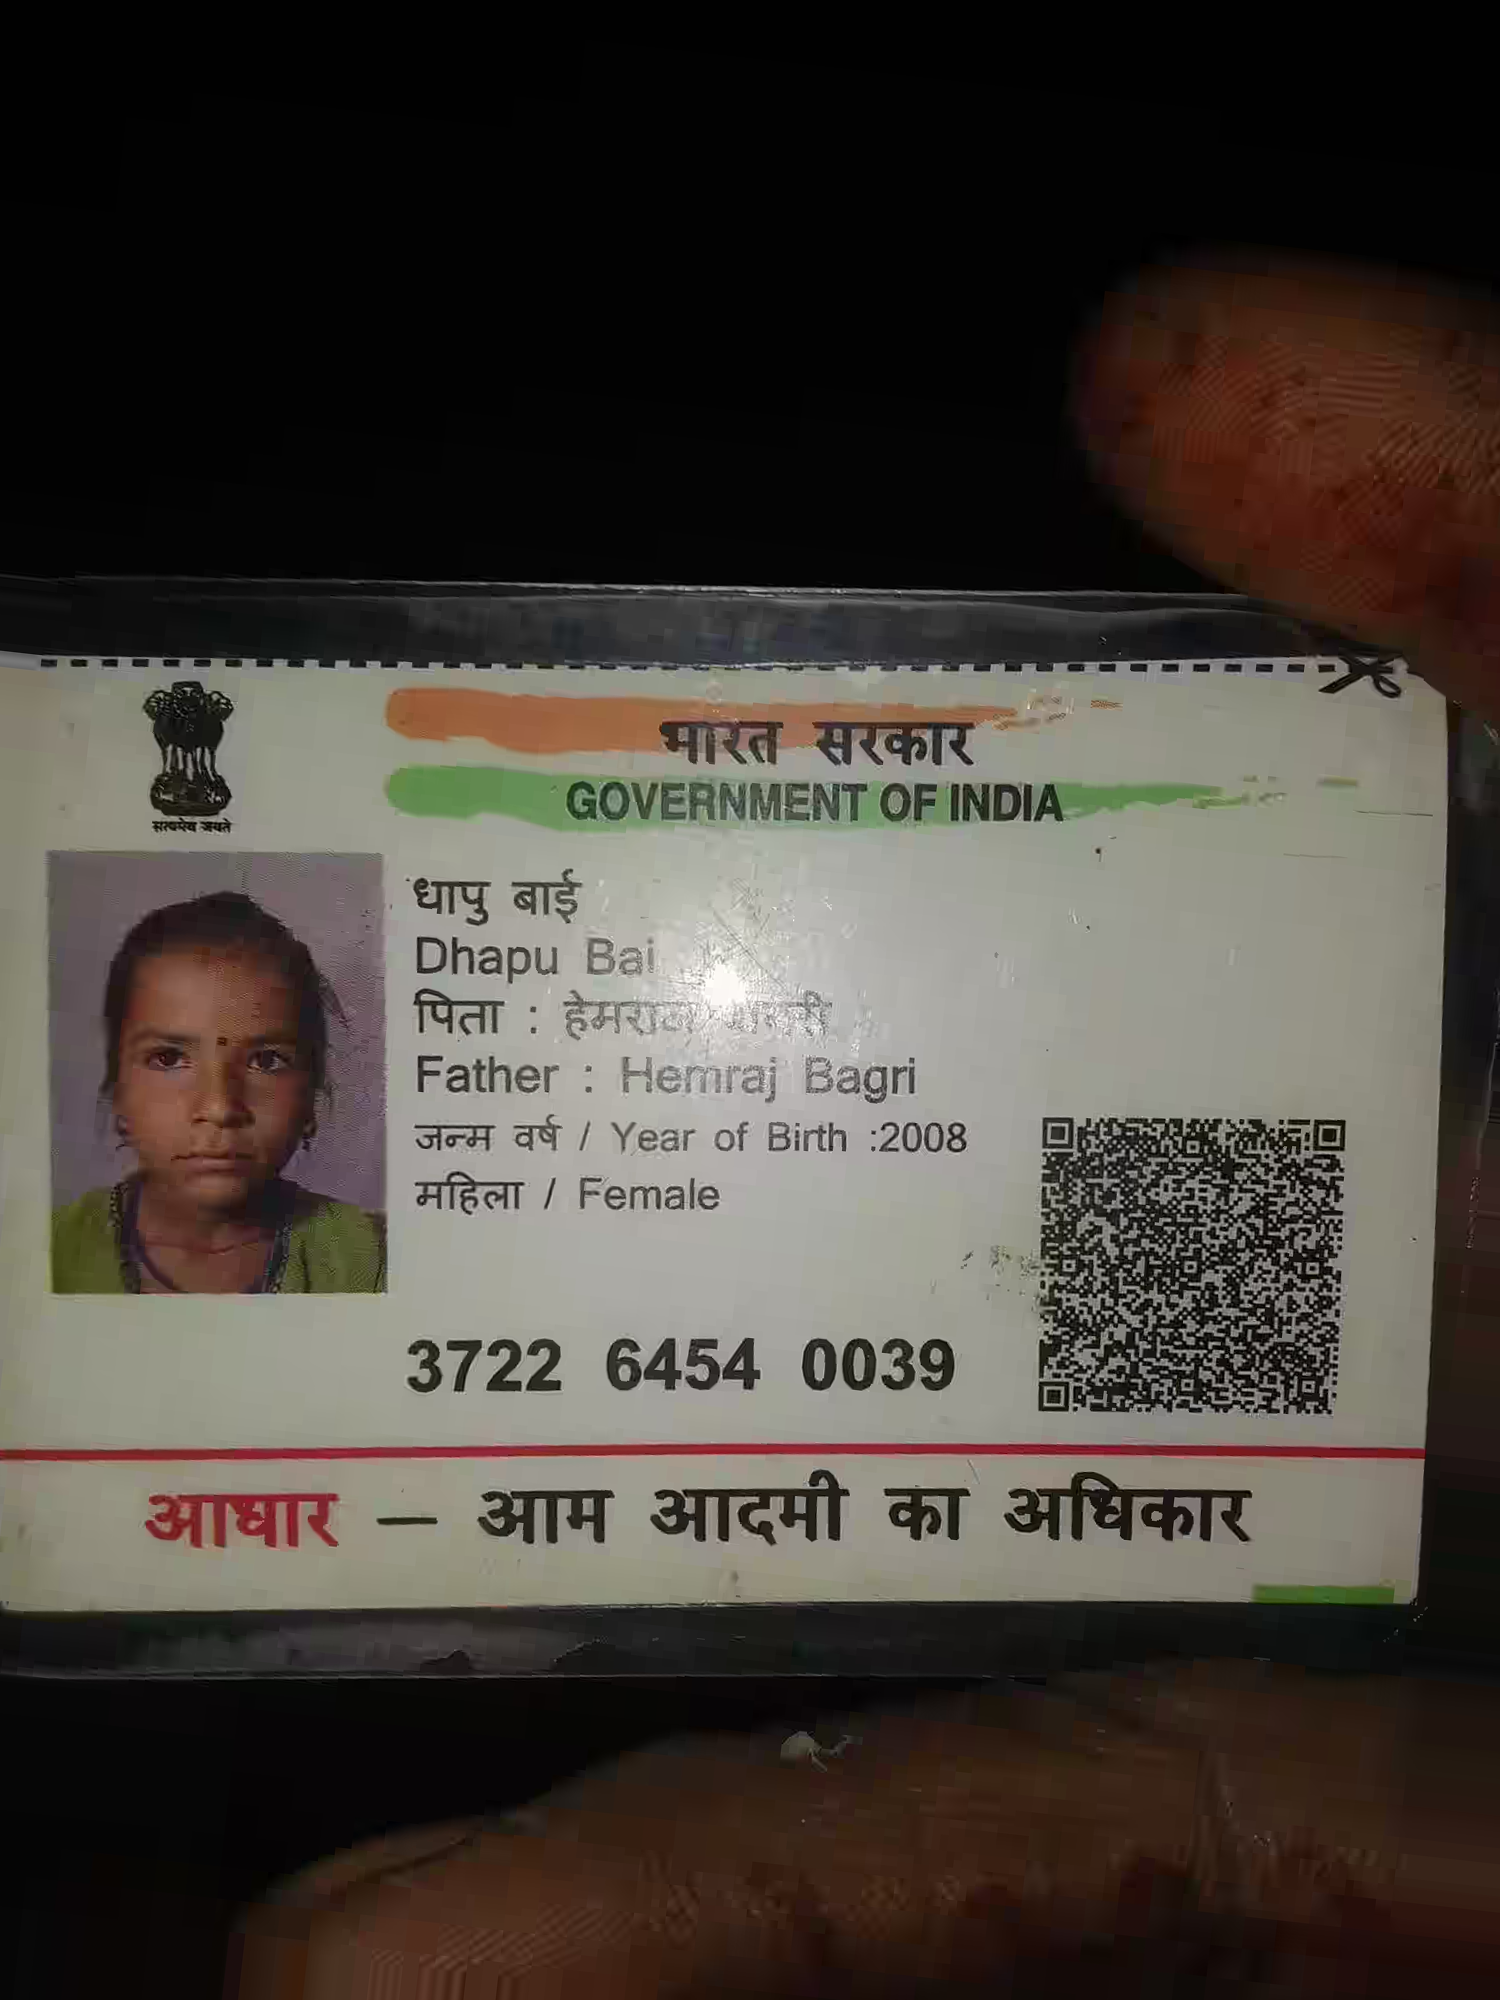 सत्यमेव जयते
भारत सरकार
GOVERNMENT OF INDIA
धापु बाई
Dhapu Bai
पिता : हेमराज
Father : Hemraj Bagri
जन्म वर्ष / Year of Birth :2008
महिला / Female
3722 6454 0039
आधार – आम आदमी का अधिकार